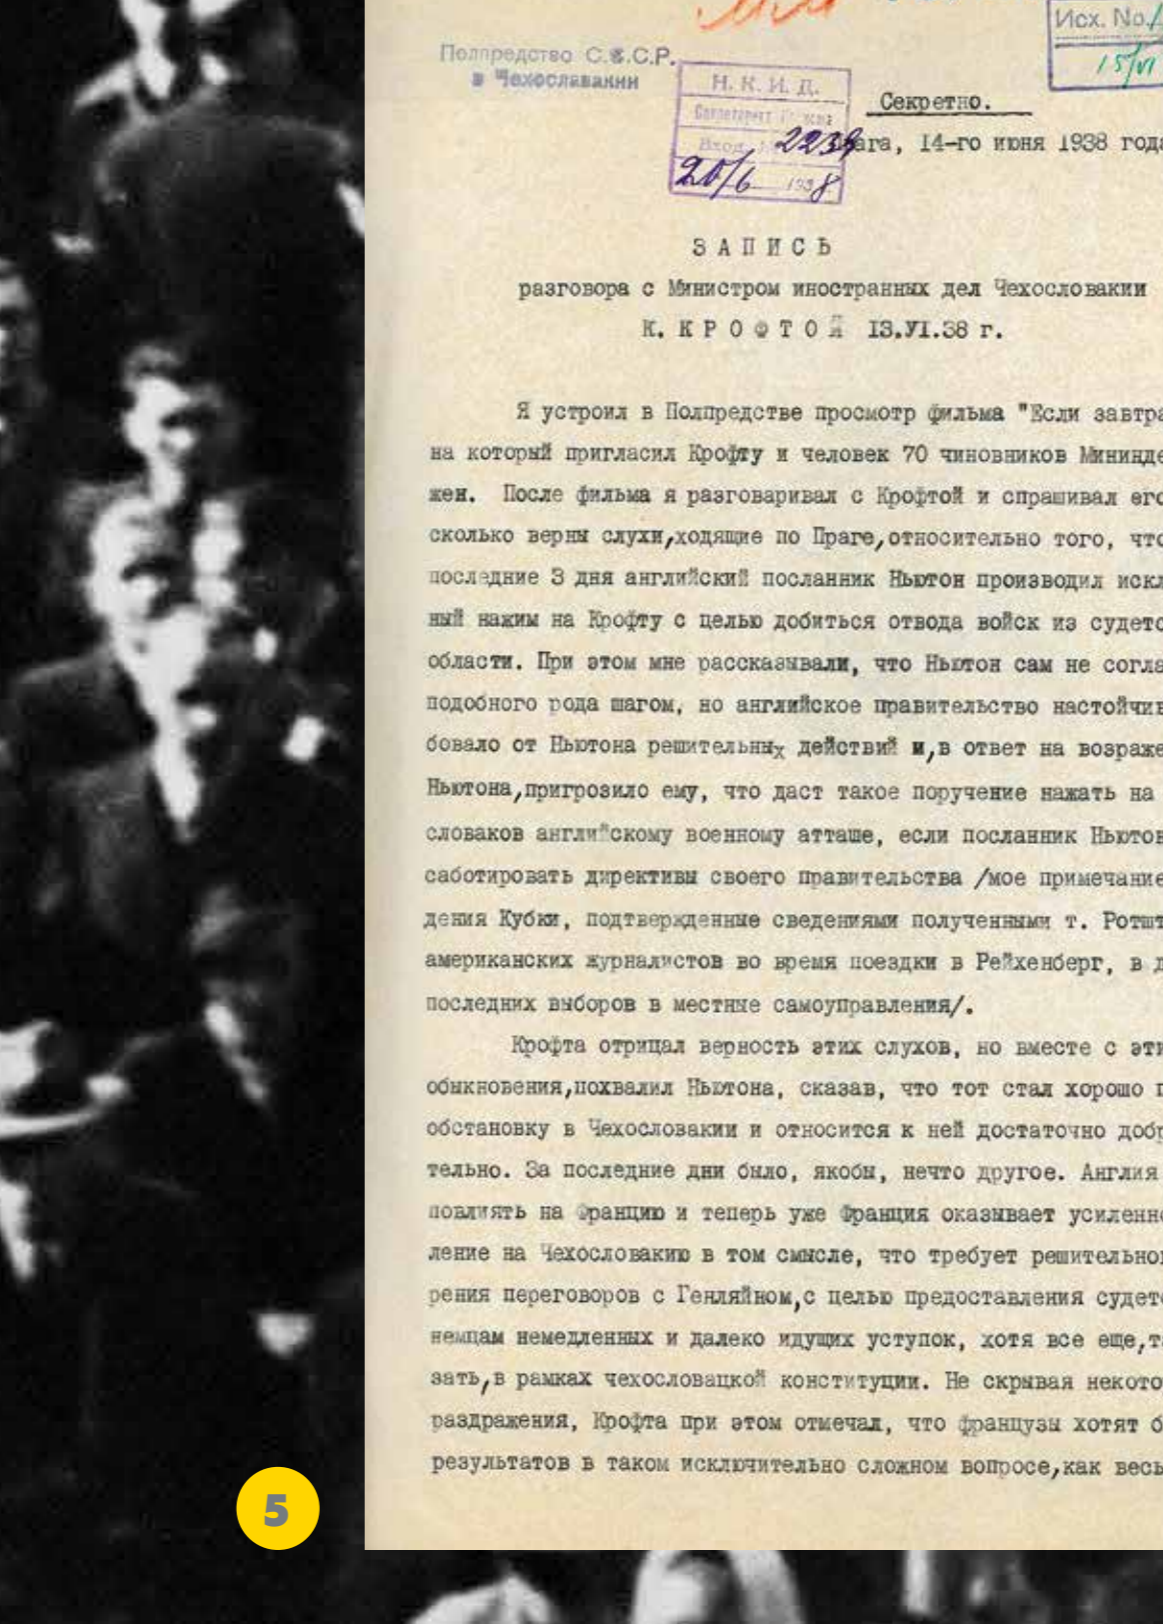 Исх. No.
15/VI
Полпредство С.С.С.Р.
в Чехославакии
Н. К. И. Д.
Вход. 2239
20/6 1938
Секретно.
14-го июня 1938 года
ЗАПИСЬ
разговора с Министром иностранных дел Чехословакии
К. КРОФТОЙ 13.УI.38 г.
Я устроил в Полпредстве просмотр фильма "Если завтра
на который пригласил Крофту и человек 70 чиновников Мининде
жен. После фильма я разговаривал с Крофтой и спрашивал его
сколько верны слухи, ходящие по Праге, относительно того, что
последние 3 дня английский посланник Ньютон производил искл
ный нажим на Крофту с целью добиться отвода войск из судетс
области. При этом мне рассказывали, что Ньютон сам не согла
подобного рода шагом, но английское правительство настойчив
бовало от Ньютона решительных действий и, в ответ на возраже
Ньютона, пригрозило ему, что даст такое поручение нажать на
словаков английскому военному атташе, если посланник Ньютон
саботировать директивы своего правительства /мое примечание
дения Кубки, подтвержденные сведениями полученными т. Ротшт
американских журналистов во время поездки в Рейхенберг, в д
последних выборов в местные самоуправления/.
Крофта отрицал верность этих слухов, но вместе с эти
обыкновения, похвалил Ньютона, сказав, что тот стал хорошо п
обстановку в Чехословакии и относится к ней достаточно добр
тельно. За последние дни было, якобы, нечто другое. Англия
повлиять на Францию и теперь уже Франция оказывает усиленно
ление на Чехословакию в том смысле, что требует решительног
рения переговоров с Генляйном, с целью предоставления судетс
немцам немедленных и далеко идущих уступок, хотя все еще, та
зать, в рамках чехословацкой конституции. Не скрывая некото
раздражения, Крофта при этом отмечал, что французы хотят б
результатов в таком исключительно сложном вопросе, как весь
5